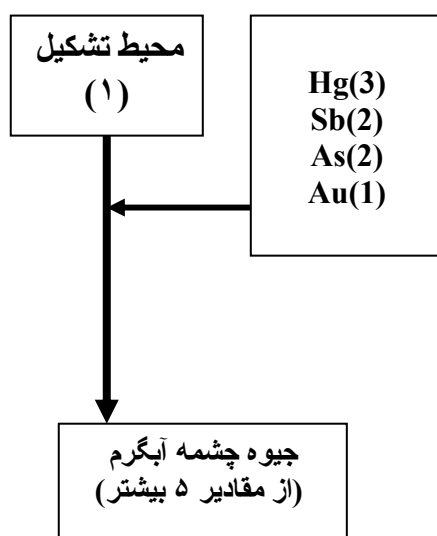 محیط تشکیل
(۱)
Hg(3)
Sb(2)
As(2)
Au(1)
جیوه چشمه آبگرم
(از مقادیر ۵ بیشتر)